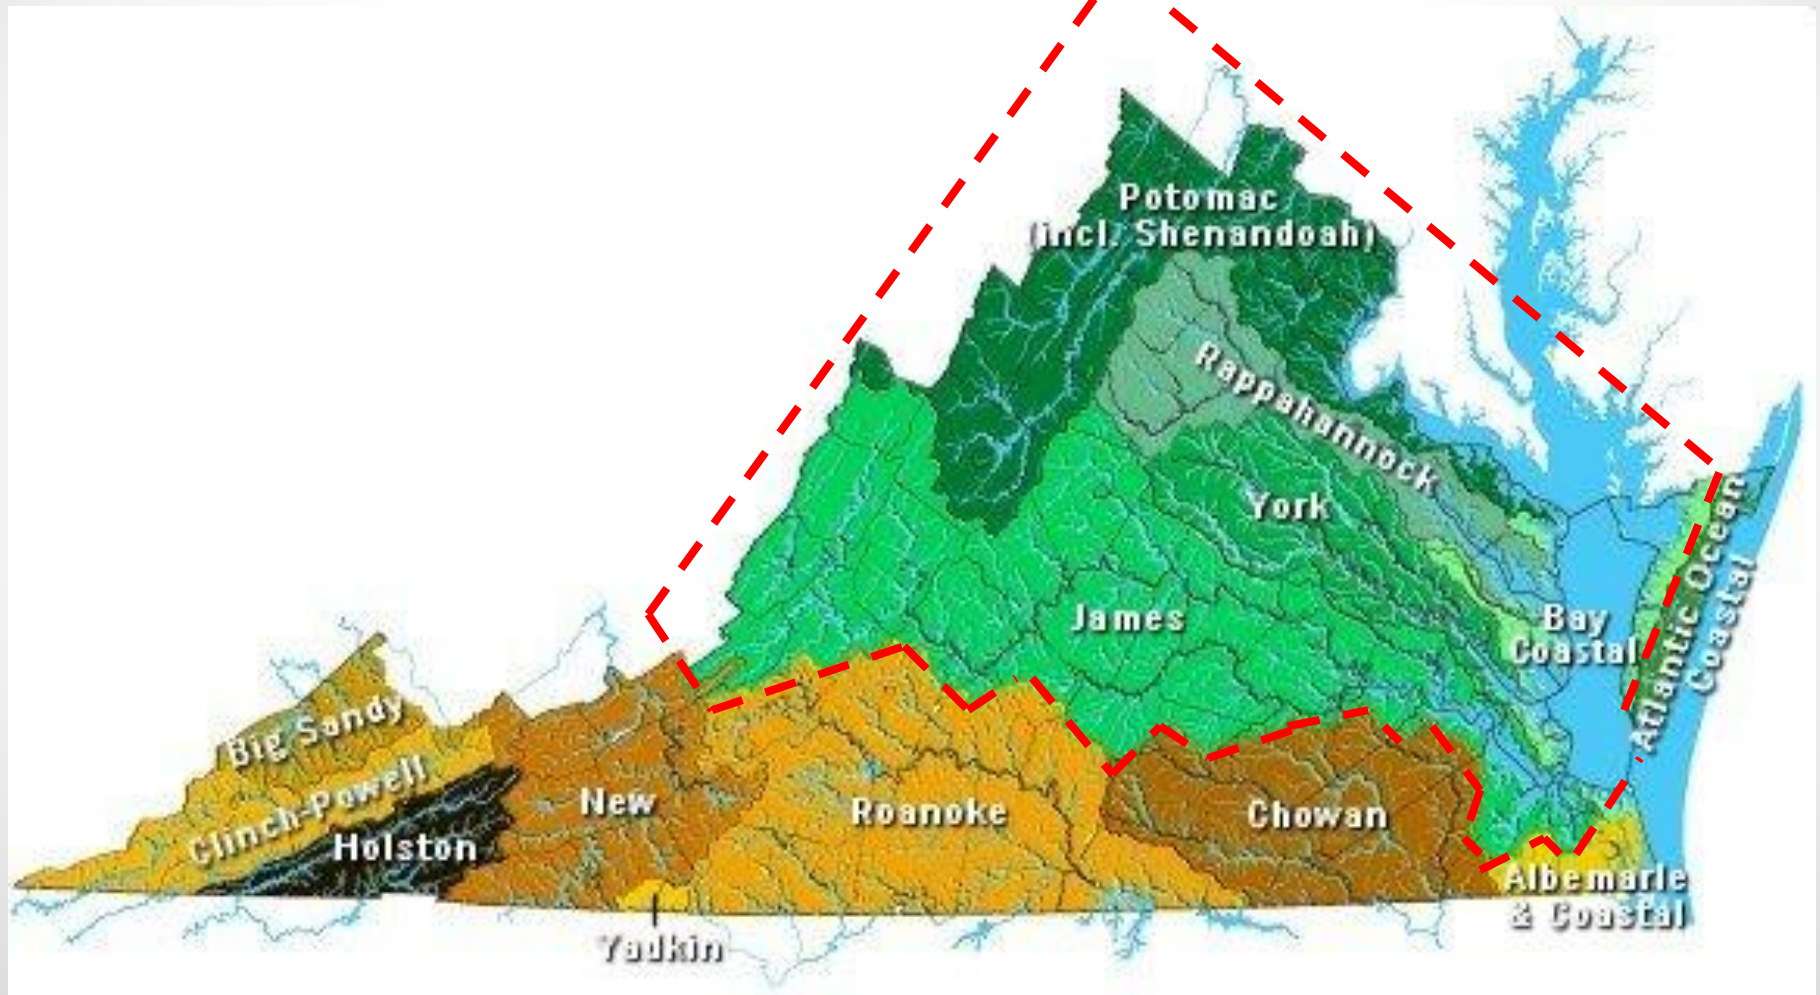 Potomac
(incl. Shenandoah)
Rappahannock
York
James
Bay
Coastal
Atlantic Ocean
Coastal
Big Sandy
Clinch-Powell
Holston
New
Roanoke
Chowan
Albemarle
& Coastal
Yadkin